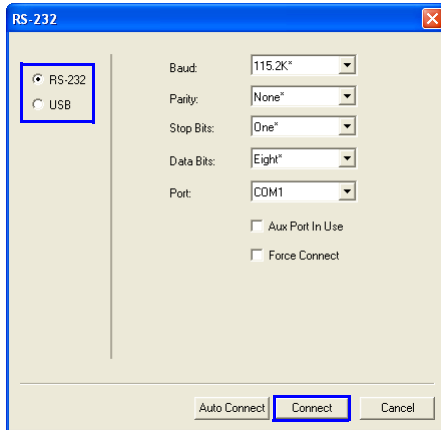 RS-232
RS-232
USB
Baud: 115.2K*
Parity: None*
Stop Bits: One*
Data Bits: Eight*
Port: COM1
Aux Port In Use
Force Connect
Auto Connect Connect Cancel